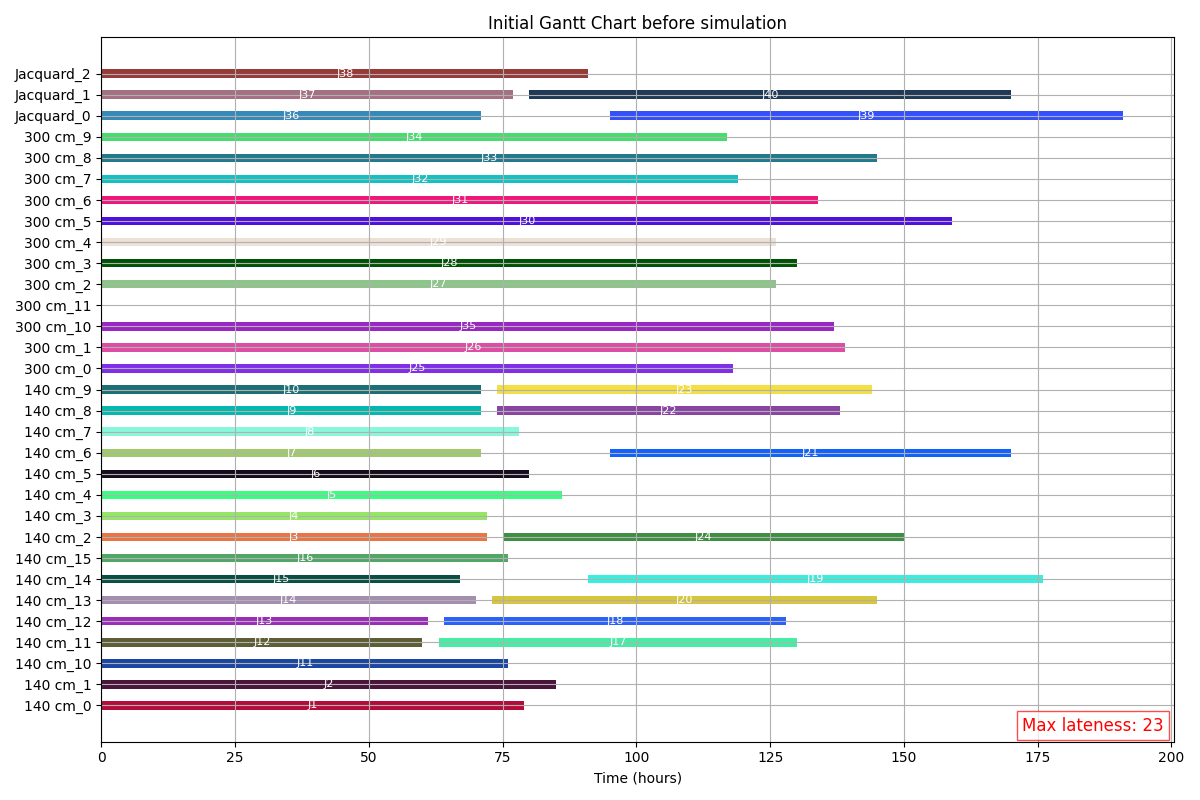 Initial Gantt Chart before simulation
Jacquard_2 J38
Jacquard_1 J37 J40
Jacquard_0 J36 J39
300 cm_9 J34
300 cm_8 J33
300 cm_7 J32
300 cm_6 J31
300 cm_5 J30
300 cm_4 J29
300 cm_3 J28
300 cm_2 J27
300 cm_11
300 cm_10 J35
300 cm_1 J26
300 cm_0 J25
140 cm_9 J10 J23
140 cm_8 J9 J22
140 cm_7 J8
140 cm_6 J7 J21
140 cm_5 J6
140 cm_4 J5
140 cm_3 J4
140 cm_2 J3 J24
140 cm_15 J16
140 cm_14 J15 J19
140 cm_13 J14 J20
140 cm_12 J13 J18
140 cm_11 J12 J17
140 cm_10 J11
140 cm_1 J2
140 cm_0 J1
Max lateness: 23
0 25 50 75 100 125 150 175 200
Time (hours)